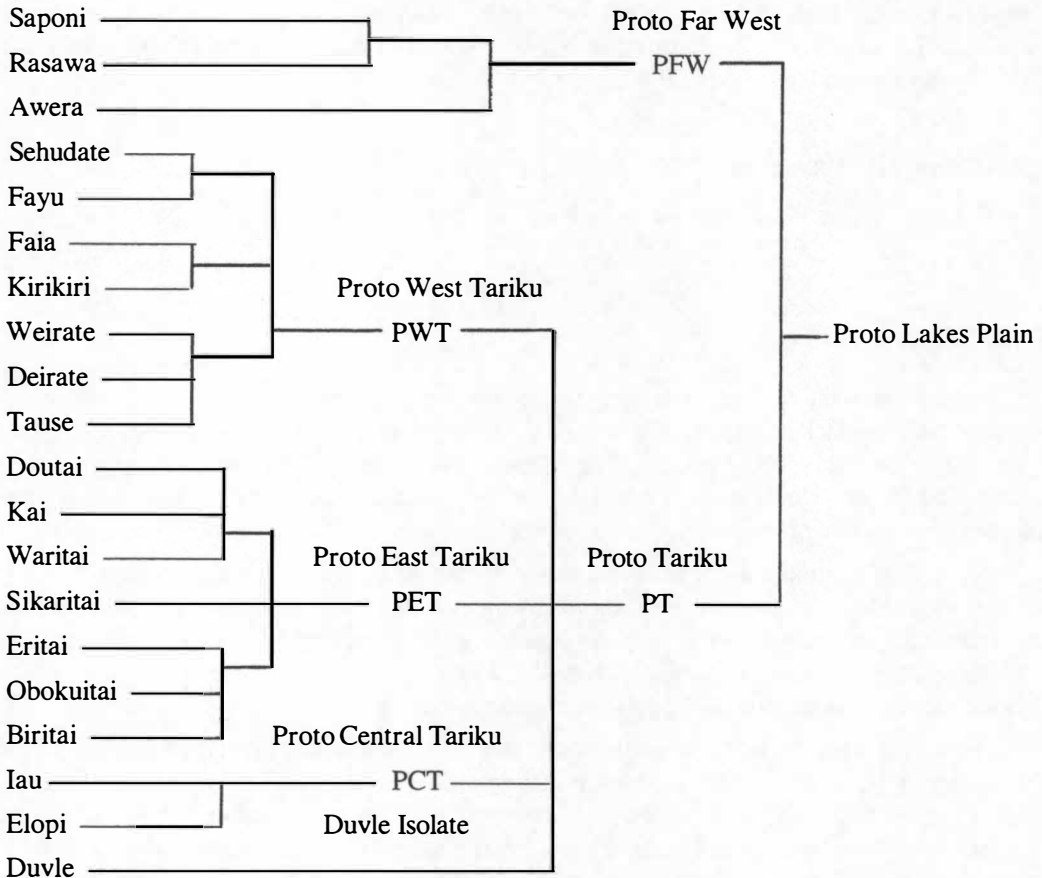 Saponi
Proto Far West
Rasawa
PFW
Awera
Sehudate
Fayu
Faia
Kirikiri
Proto West Tariku
Weirate
PWT
Proto Lakes Plain
Deirate
Tause
Doutai
Kai
Waritai
Proto East Tariku
Proto Tariku
Sikaritai
PET
PT
Eritai
Obokuitai
Biritai
Proto Central Tariku
Iau
PCT
Elopi
Duvle Isolate
Duvle